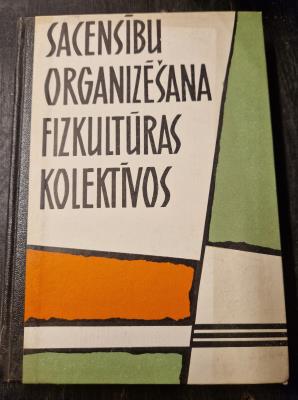 SACENSĪBU
ORGANIZĒŠANA
FIZKULTŪRAS
KOLEKTĪVOS